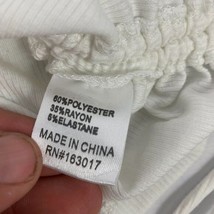 60%POLYESTER
35%RAYON
5%ELASTANE
MADE IN CHINA
RN#163017